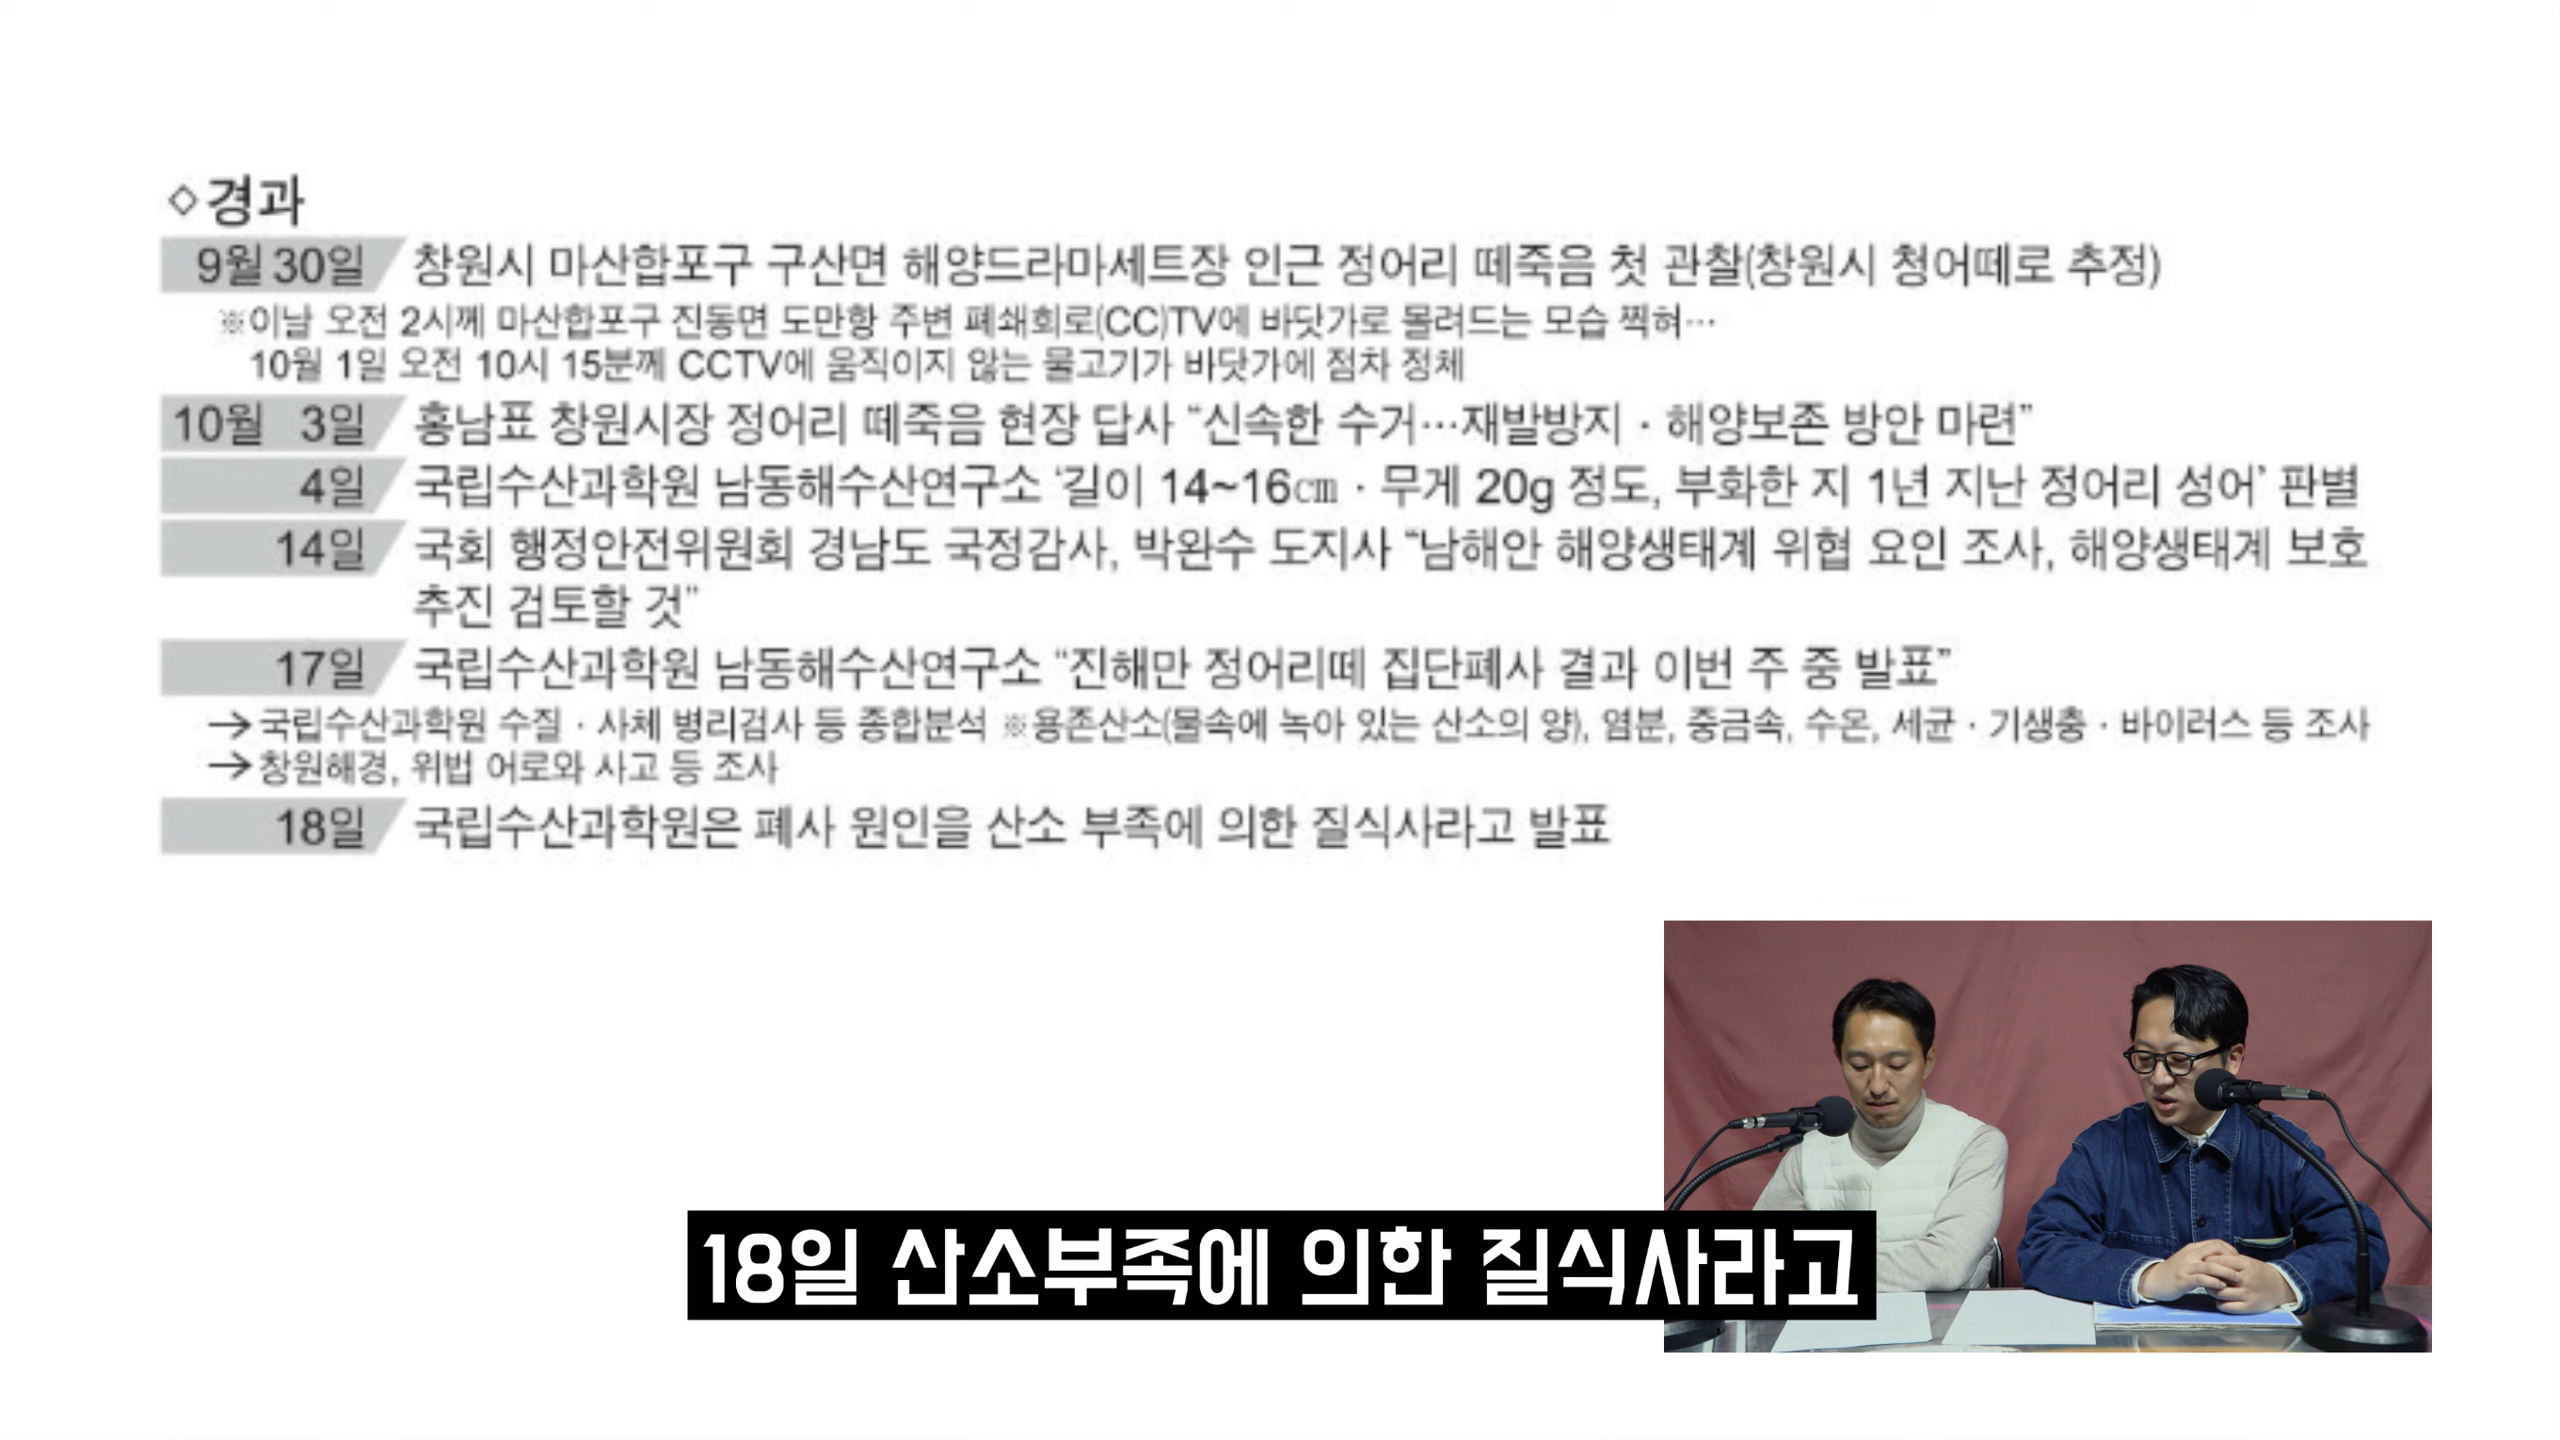 ◇경과
9월 30일 창원시 마산합포구 구산면 해양드라마세트장 인근 정어리 떼죽음 첫 관찰(창원시 청어떼로 추정)
※이날 오전 2시께 마산합포구 진동면 도만항 주변 폐쇄회로(CC)TV에 바닷가로 몰려드는 모습 찍혀…
10월 1일 오전 10시 15분께 CCTV에 움직이지 않는 물고기가 바닷가에 점차 정체
10월 3일 홍남표 창원시장 정어리 떼죽음 현장 답사 “신속한 수거…재발방지·해양보존 방안 마련”
4일 국립수산과학원 남동해수산연구소 ‘길이 14~16㎝·무게 20g 정도, 부화한 지 1년 지난 정어리 성어’ 판별
14일 국회 행정안전위원회 경남도 국정감사, 박완수 도지사 “남해안 해양생태계 위협 요인 조사, 해양생태계 보호
추진 검토할 것”
17일 국립수산과학원 남동해수산연구소 “진해만 정어리떼 집단폐사 결과 이번 주 중 발표”
→국립수산과학원 수질·사체 병리검사 등 종합분석 ※용존산소(물속에 녹아 있는 산소의 양), 염분, 중금속, 수온, 세균·기생충·바이러스 등 조사
→창원해경, 위법 어로와 사고 등 조사
18일 국립수산과학원은 폐사 원인을 산소 부족에 의한 질식사라고 발표
18일 산소부족에 의한 질식사라고